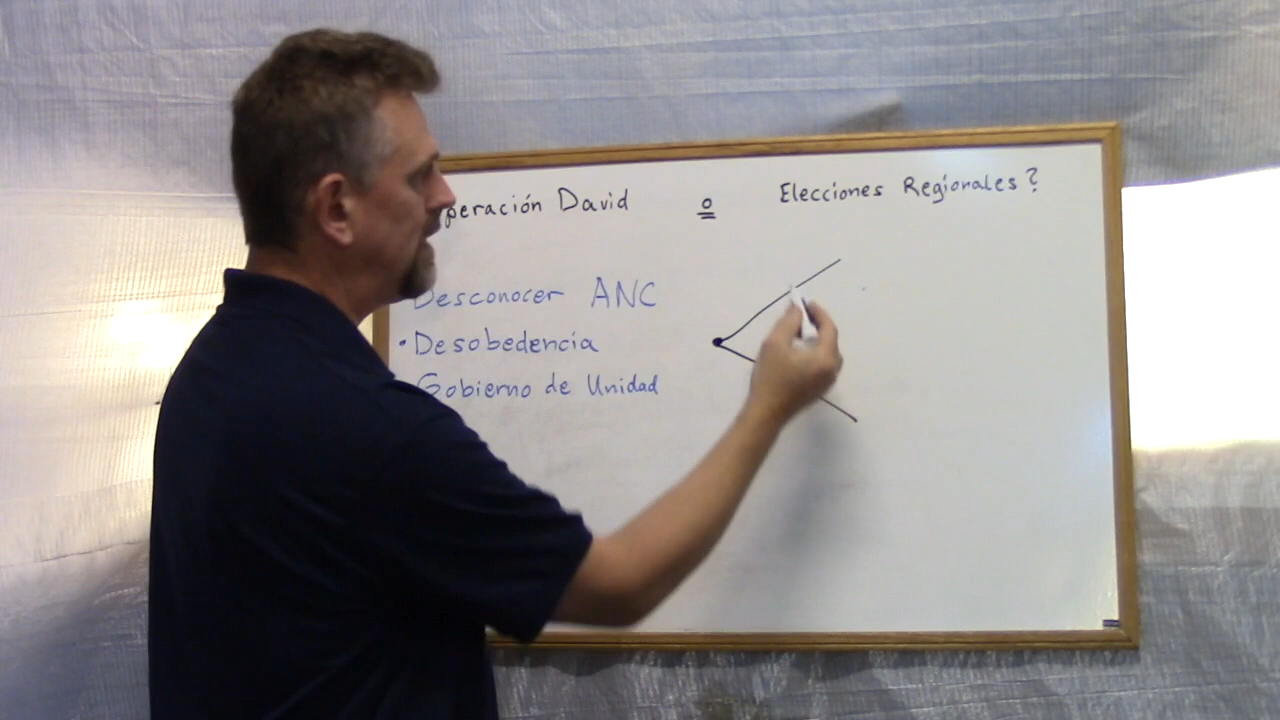 Operación David o Elecciones Regionales?
Desconocer ANC
• Desobedencia
Gobierno de Unidad